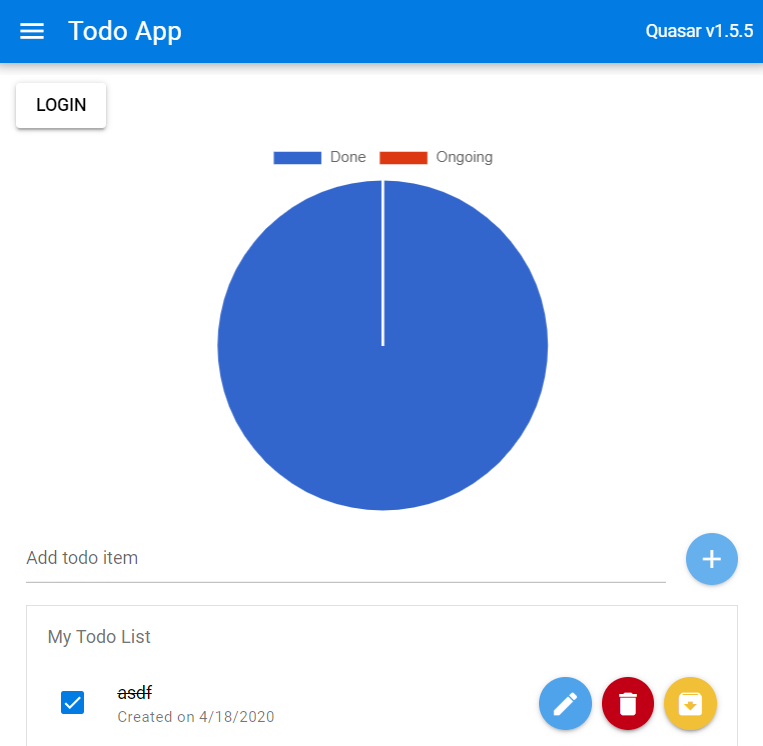 Todo App
Quasar v1.5.5
LOGIN
Done Ongoing
Add todo item
My Todo List
asdf
Created on 4/18/2020